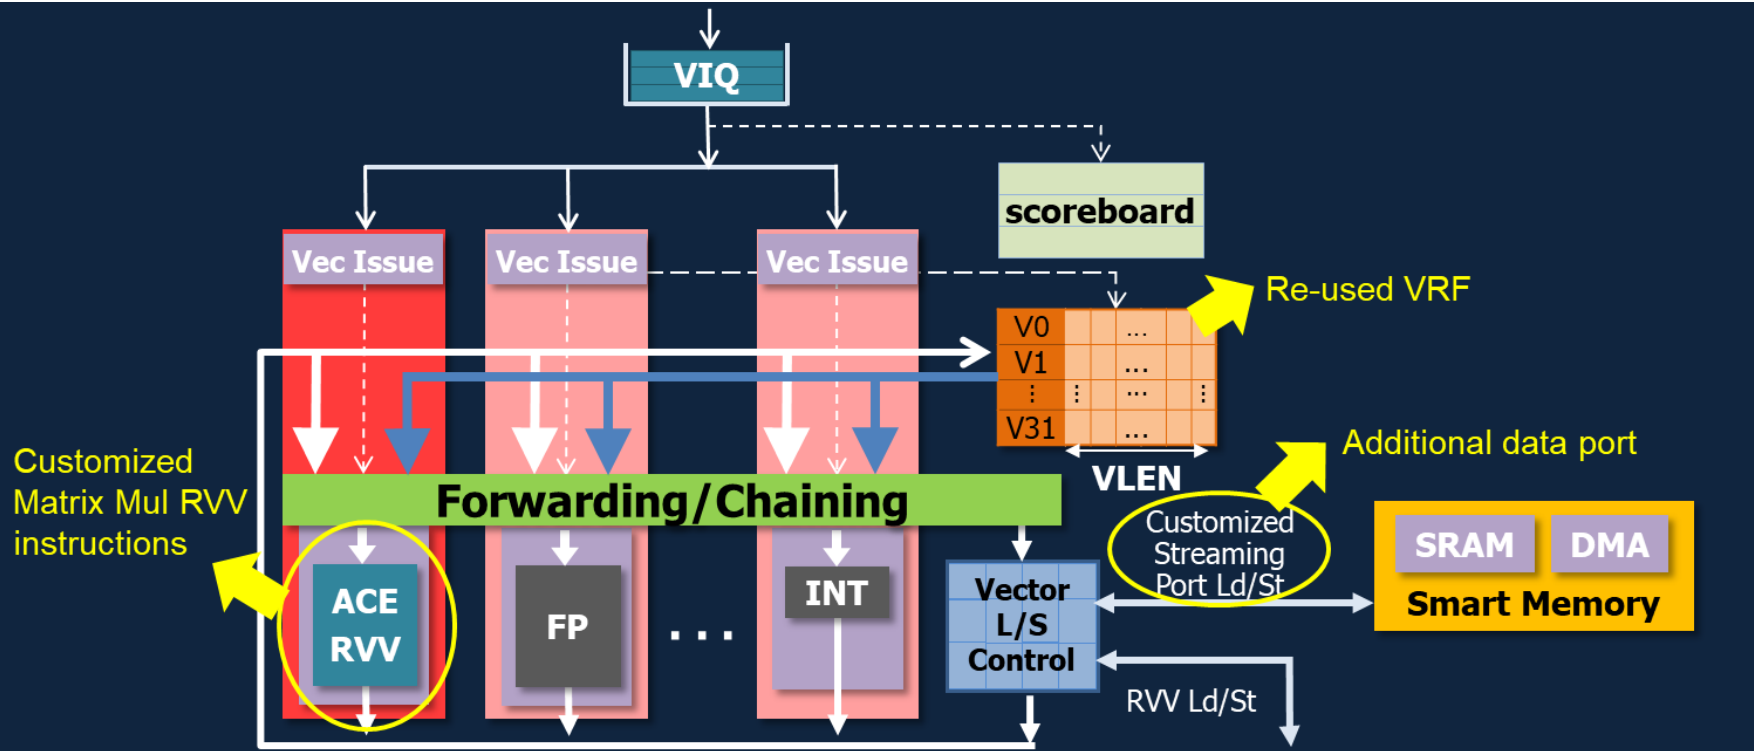 VIQ
scoreboard
Vec Issue
Vec Issue
Vec Issue
Re-used VRF
V0 ...
V1 ...
⋮ ⋮ ... ⋮
V31 ...
VLEN
Additional data port
Customized
Matrix Mul RVV
instructions
Forwarding/Chaining
Customized
Streaming
Port Ld/St
SRAM
DMA
Smart Memory
ACE
RVV
FP
...
INT
Vector
L/S
Control
RVV Ld/St